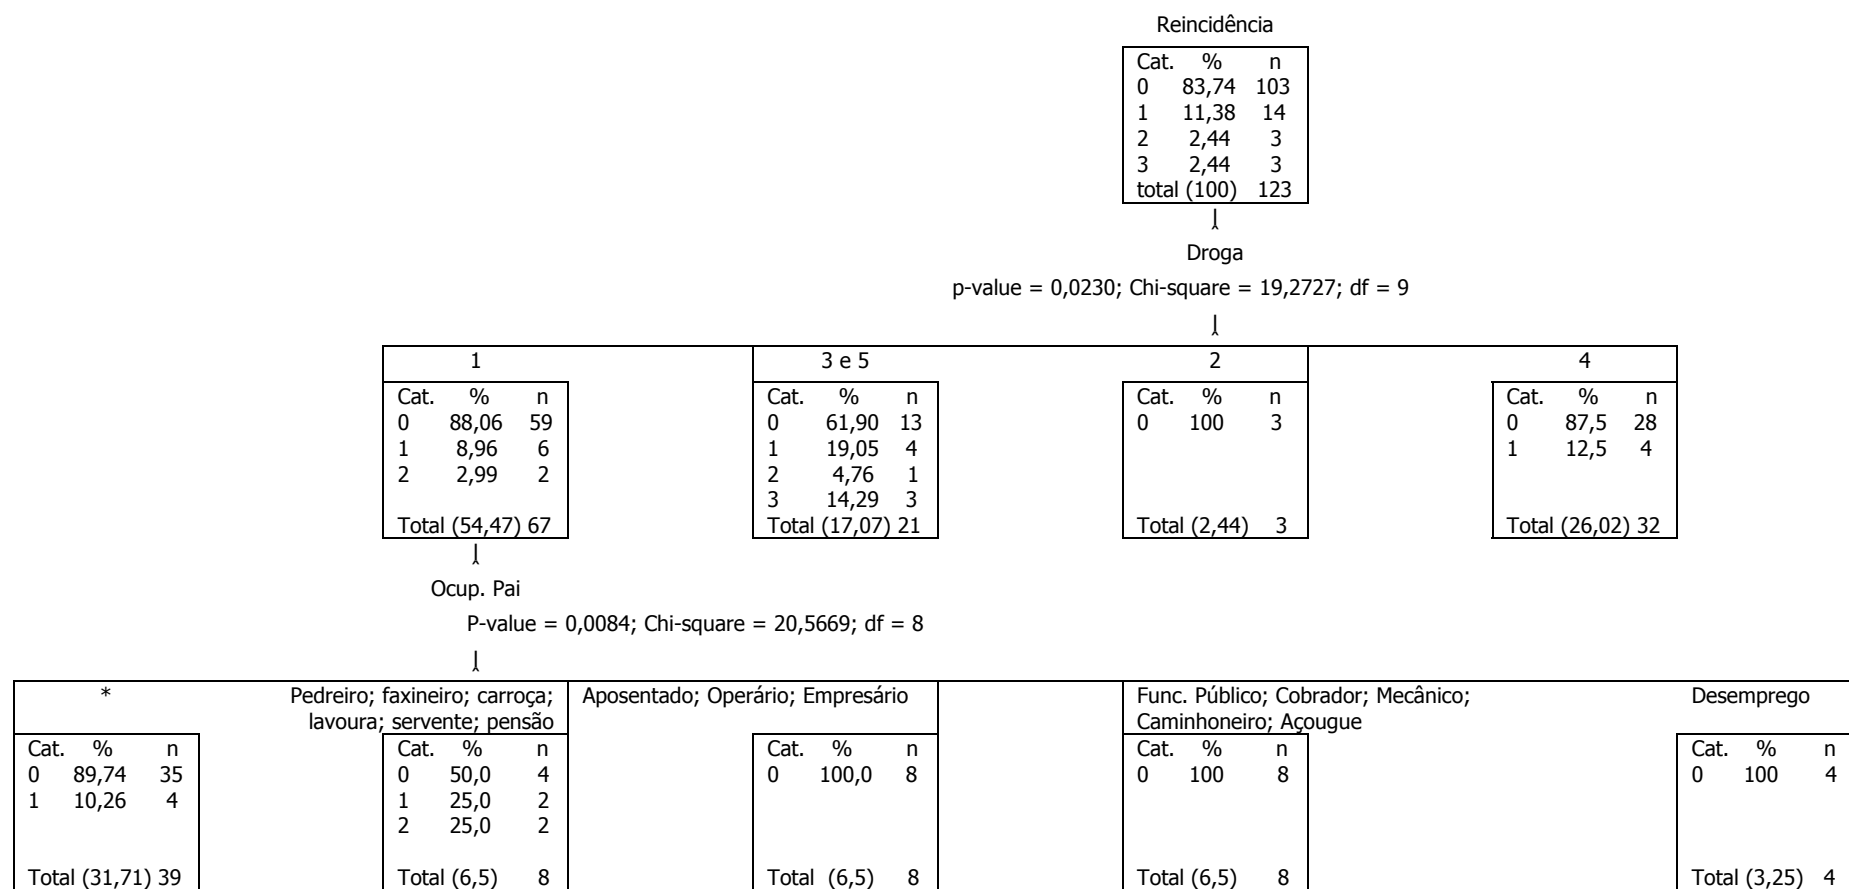 Reincidência
Cat. % n
0 83,74 103
1 11,38 14
2 2,44 3
3 2,44 3
total (100) 123
Droga
p-value = 0,0230; Chi-square = 19,2727; df = 9
1
Cat. % n
0 88,06 59
1 8,96 6
2 2,99 2
Total (54,47) 67
3 e 5
Cat. % n
0 61,90 13
1 19,05 4
2 4,76 1
3 14,29 3
Total (17,07) 21
2
Cat. % n
0 100 3
Total (2,44) 3
4
Cat. % n
0 87,5 28
1 12,5 4
Total (26,02) 32
Ocup. Pai
P-value = 0,0084; Chi-square = 20,5669; df = 8
*
Cat. % n
0 89,74 35
1 10,26 4
Total (31,71) 39
Pedreiro; faxineiro; carroça;
lavoura; servente; pensão
Cat. % n
0 50,0 4
1 25,0 2
2 25,0 2
Total (6,5) 8
Aposentado; Operário; Empresário
Cat. % n
0 100,0 8
Total (6,5) 8
Func. Público; Cobrador; Mecânico;
Caminhoneiro; Açougue
Cat. % n
0 100 8
Total (6,5) 8
Desemprego
Cat. % n
0 100 4
Total (3,25) 4